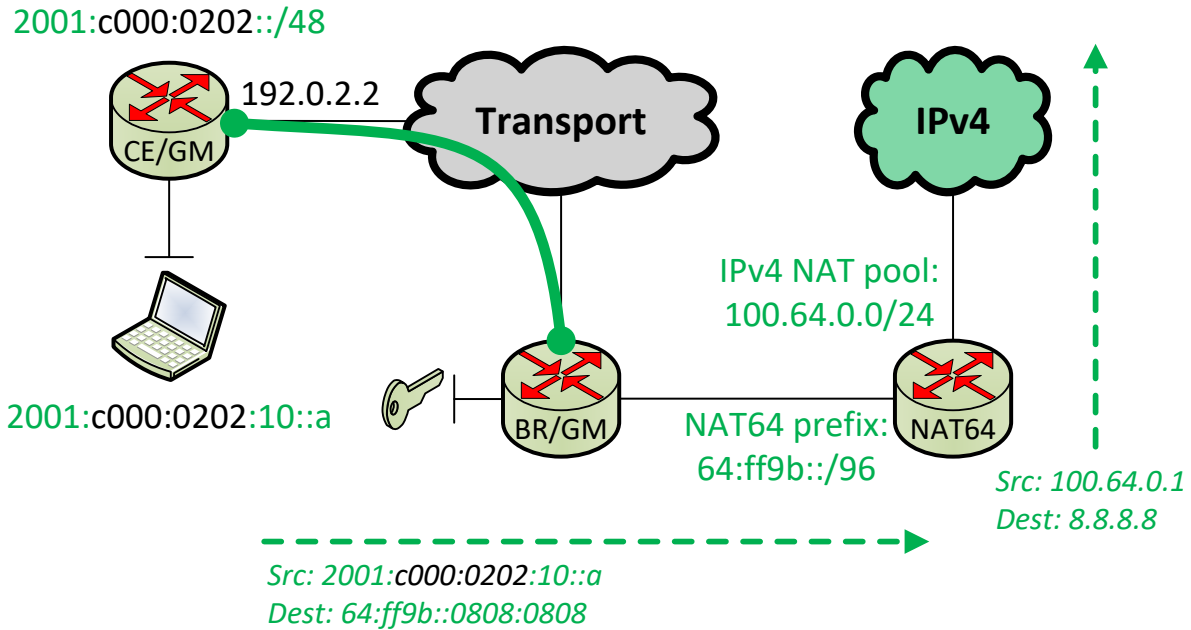 2001:c000:0202::/48
192.0.2.2
Transport
IPv4
CE/GM
IPv4 NAT pool:
100.64.0.0/24
2001:c000:0202:10::a
BR/GM
NAT64 prefix:
64:ff9b::/96
NAT64
Src: 100.64.0.1
Dest: 8.8.8.8
Src: 2001:c000:0202:10::a
Dest: 64:ff9b::0808:0808